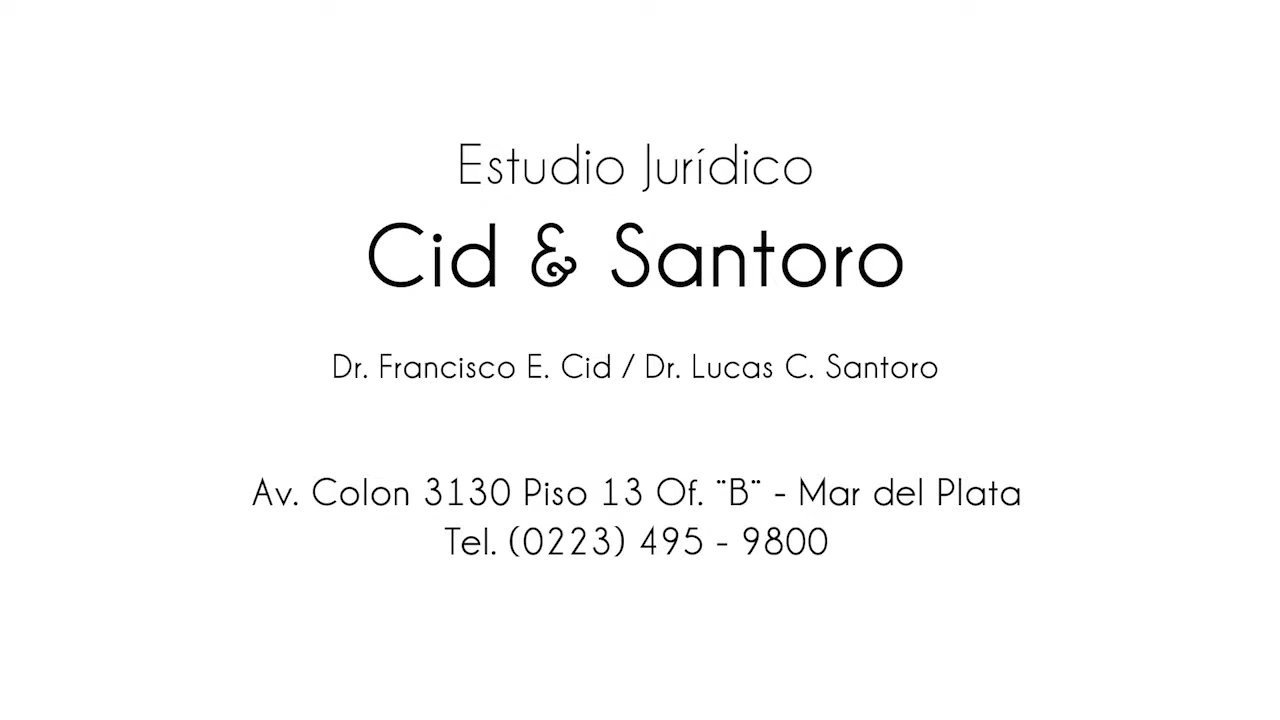 Estudio Jurídico
Cid & Santoro
Dr. Francisco E. Cid / Dr. Lucas C. Santoro
Av. Colon 3130 Piso 13 Of. ¨B¨ - Mar del Plata
Tel. (0223) 495 - 9800